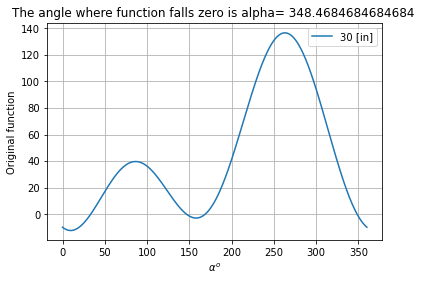 The angle where function falls zero is alpha= 348.4684684684684
140
120
100
80
60
40
20
0
Original function
30 [in]
0 50 100 150 200 250 300 350
α^o